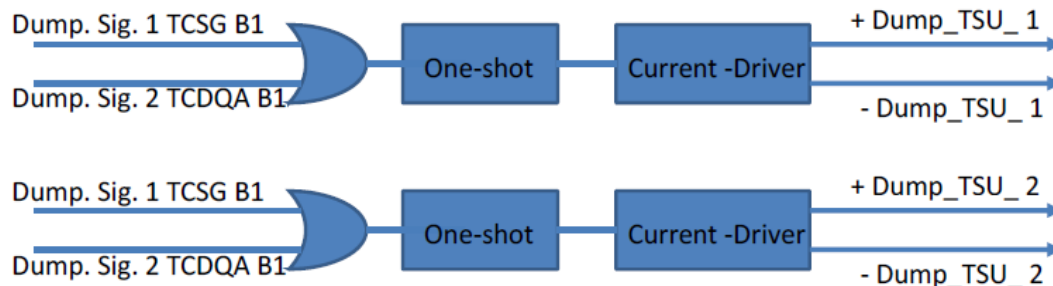 Dump. Sig. 1 TCSG B1
+ Dump_TSU_ 1
One-shot
Current -Driver
Dump. Sig. 2 TCDQA B1
- Dump_TSU_ 1
Dump. Sig. 1 TCSG B1
+ Dump_TSU_ 2
One-shot
Current -Driver
Dump. Sig. 2 TCDQA B1
- Dump_TSU_ 2